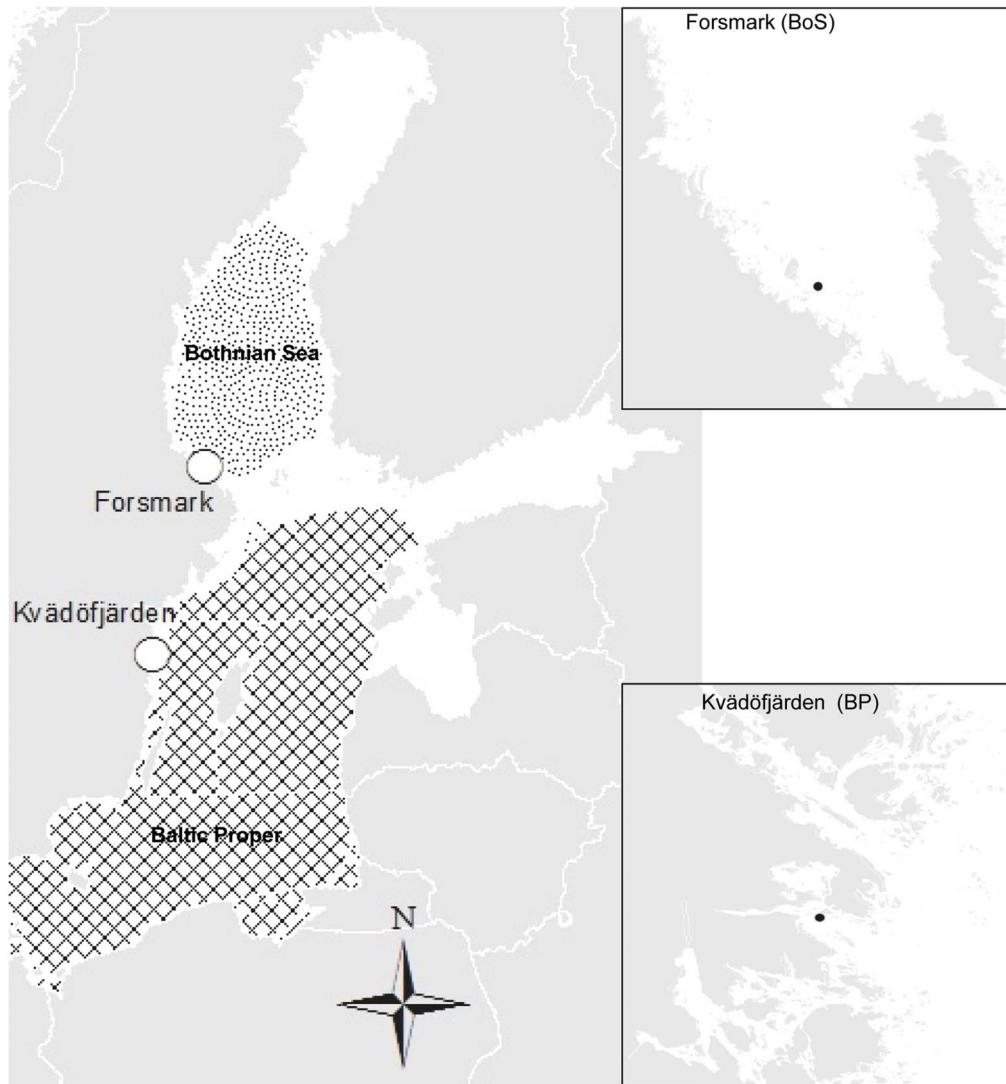 Forsmark (BoS)
Bothnian Sea
Forsmark
Kvädöfjärden
Kvädöfjärden (BP)
Baltic Proper
N